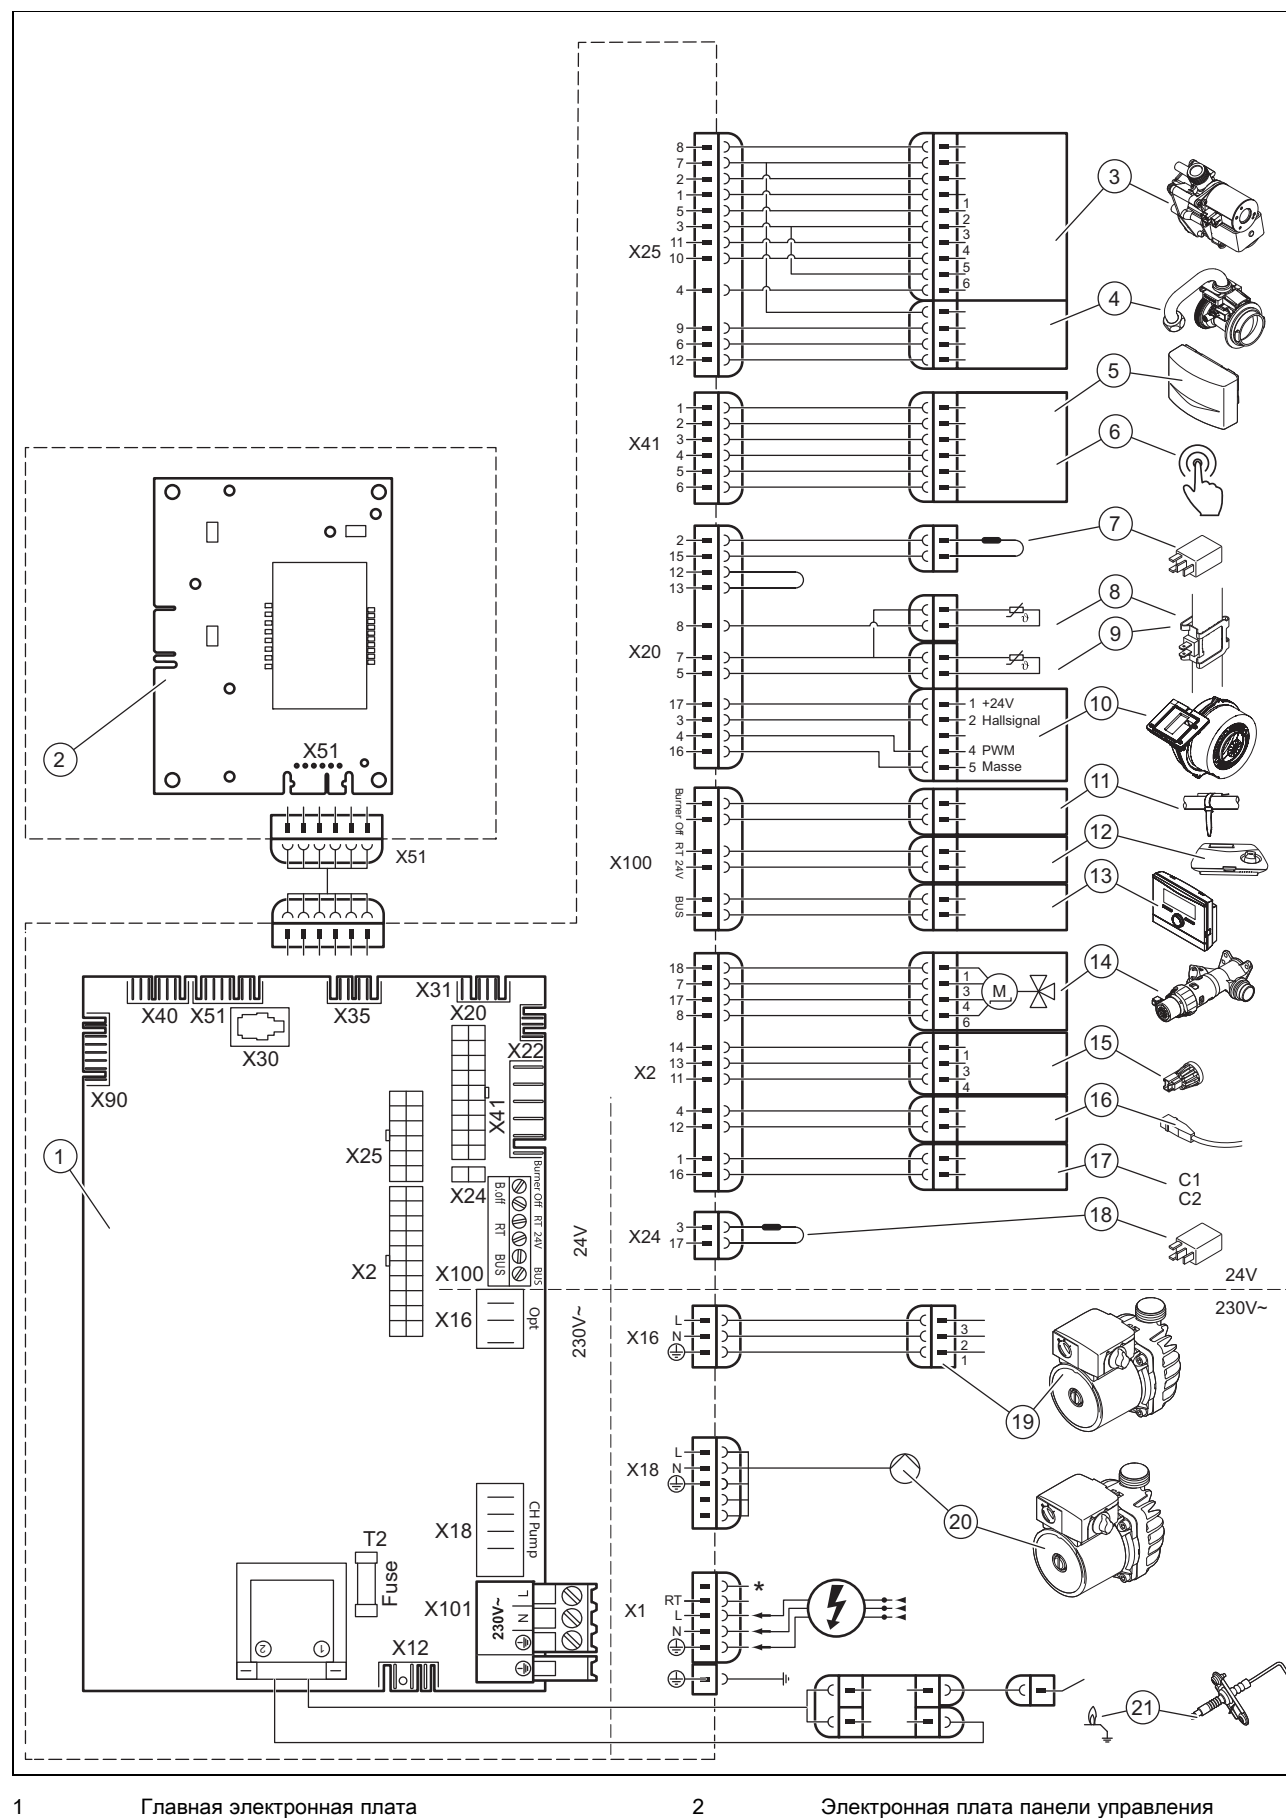 8
7
2
1
5
3
11
10
4
9
6
12
X25
1
2
3
4
5
6
3
4
1
2
3
4
5
6
X41
5
6
2
15
12
13
8
7
5
17
3
4
16
X20
ϑ
ϑ
1 +24V
2 Hallsignal
4 PWM
5 Masse
7
8
9
10
Burner Off
RT 24V
BUS
X100
11
12
13
18
7
17
8
14
13
11
4
12
1
16
X2
1
3
4
6
M
1
3
4
14
15
16
17
C1
C2
X24
3
17
18
24V
230V~
X16
L
N
3
2
1
19
X18
L
N
20
X1
*
RT
L
N
21
2
X51
X51
X40
X51
X35
X31
X20
X22
X30
X90
X41
X25
X24
X2
X100
B.off
RT
BUS
Burner Off
RT 24V
BUS
24V
230V~
X16
Opt
1
X18
CH Pump
T2
Fuse
X101
230V~
L
N
X12
2
1
1 Главная электронная плата
2 Электронная плата панели управления